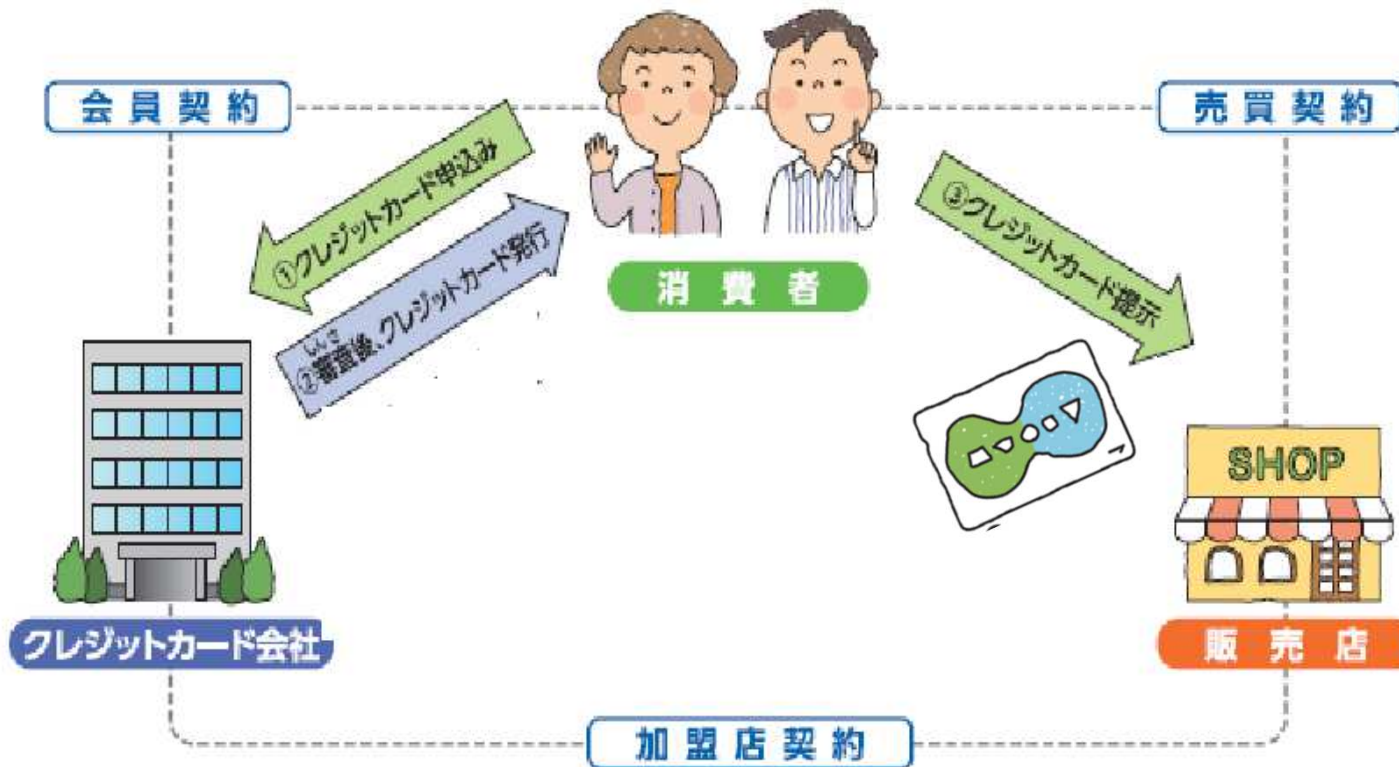 会員契約
売買契約
①クレジットカード申込み
しんさ
②審査後、クレジットカード発行
③クレジットカード提示
消費者
SHOP
クレジットカード会社
販売店
加盟店契約